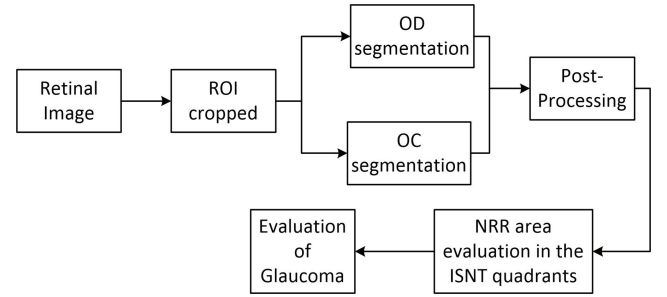 Retinal
Image
ROI
cropped
OD
segmentation
OC
segmentation
Post-
Processing
NRR area
evaluation in the
ISNT quadrants
Evaluation
of
Glaucoma